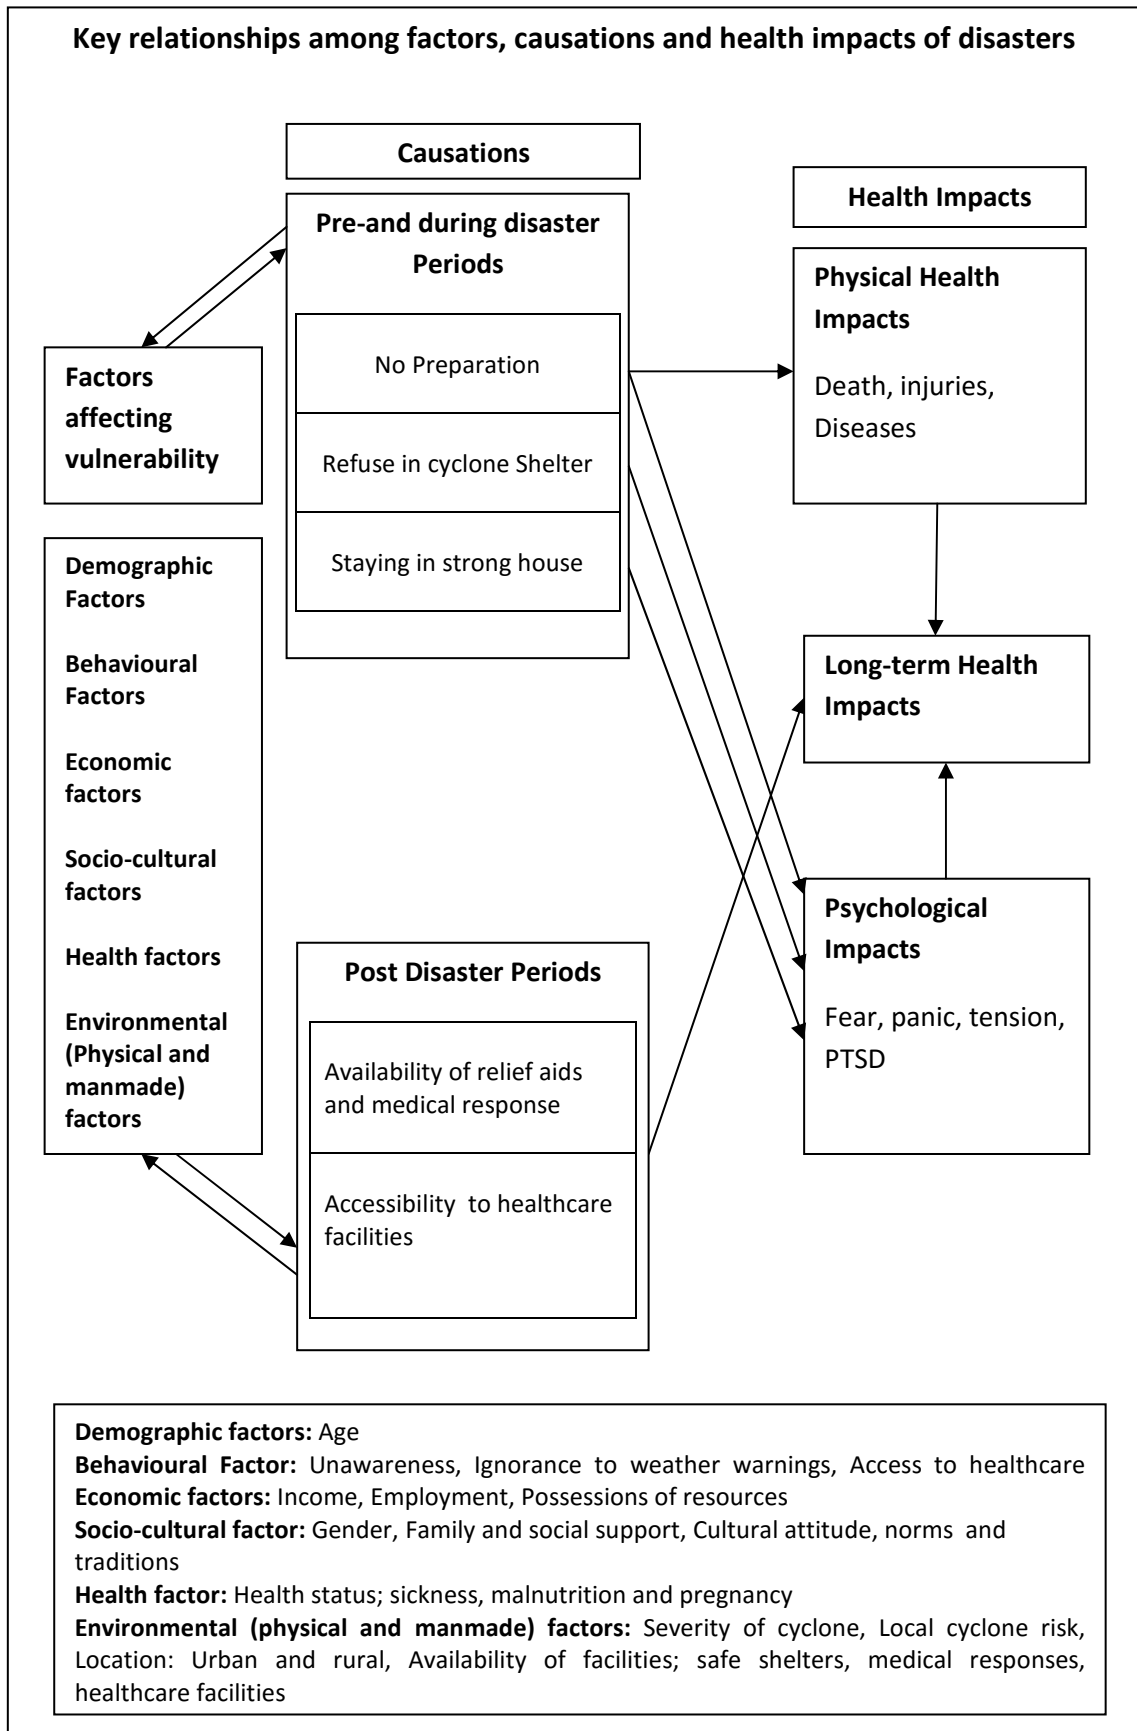 Key relationships among factors, causations and health impacts of disasters
Causations
Pre-and during disaster
Periods
No Preparation
Refuse in cyclone Shelter
Staying in strong house
Health Impacts
Physical Health
Impacts
Death, injuries,
Diseases
Factors
affecting
vulnerability
Demographic
Factors
Behavioural
Factors
Economic
factors
Socio-cultural
factors
Health factors
Environmental
(Physical and
manmade)
factors
Long-term Health
Impacts
Psychological
Impacts
Fear, panic, tension,
PTSD
Post Disaster Periods
Availability of relief aids
and medical response
Accessibility to healthcare
facilities
Demographic factors: Age
Behavioural Factor: Unawareness, Ignorance to weather warnings, Access to healthcare
Economic factors: Income, Employment, Possessions of resources
Socio-cultural factor: Gender, Family and social support, Cultural attitude, norms and
traditions
Health factor: Health status; sickness, malnutrition and pregnancy
Environmental (physical and manmade) factors: Severity of cyclone, Local cyclone risk,
Location: Urban and rural, Availability of facilities; safe shelters, medical responses,
healthcare facilities